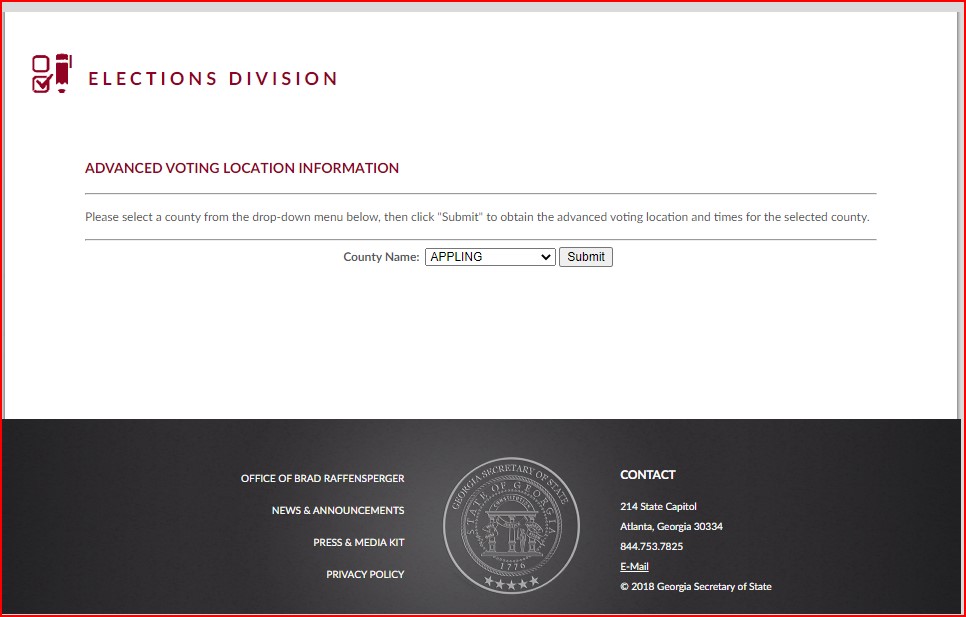 ELECTIONS DIVISION
ADVANCED VOTING LOCATION INFORMATION
Please select a county from the drop-down menu below, then click "Submit" to obtain the advanced voting location and times for the selected county.
County Name: APPLING Submit
OFFICE OF BRAD RAFFENSPERGER
NEWS & ANNOUNCEMENTS
PRESS & MEDIA KIT
PRIVACY POLICY
GEORGIA SECRETARY OF STATE
STATE OF GEORGIA
CONSTITUTION
1776
CONTACT
214 State Capitol
Atlanta, Georgia 30334
844.753.7825
E-Mail
© 2018 Georgia Secretary of State